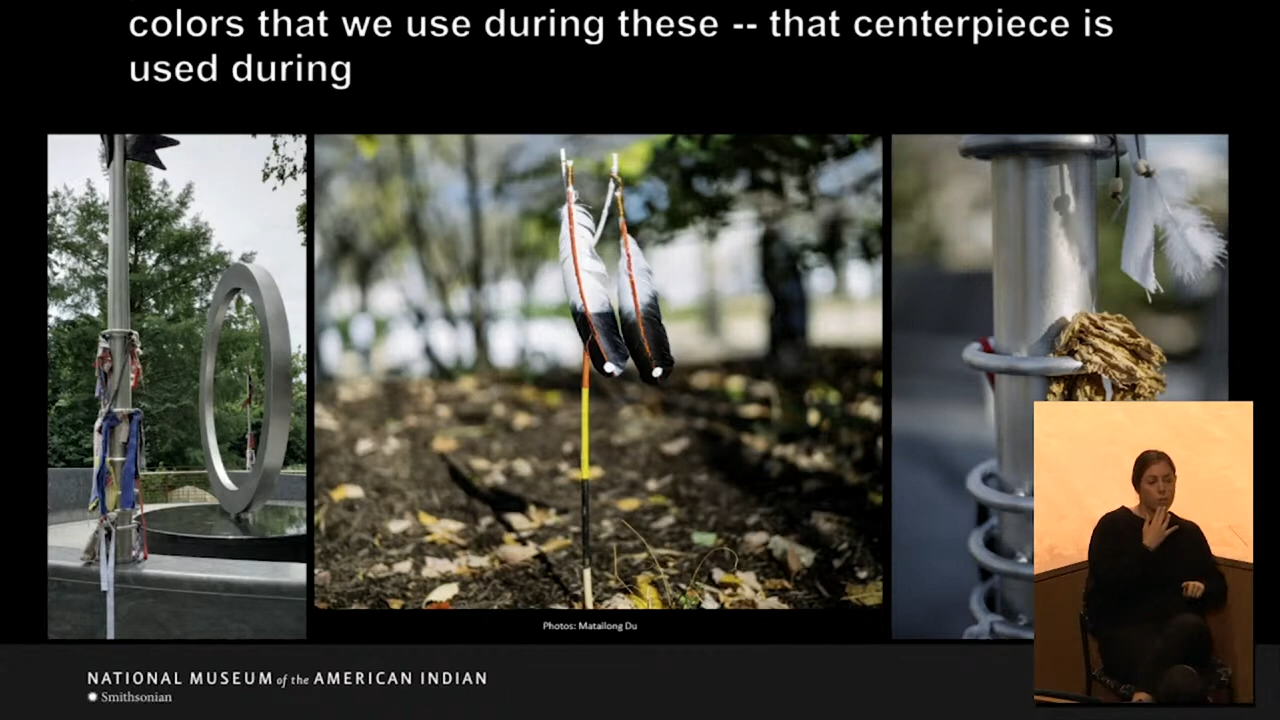 colors that we use during these -- that centerpiece is
used during
Photos: Matailong Du
NATIONAL MUSEUM of the AMERICAN INDIAN
Smithsonian